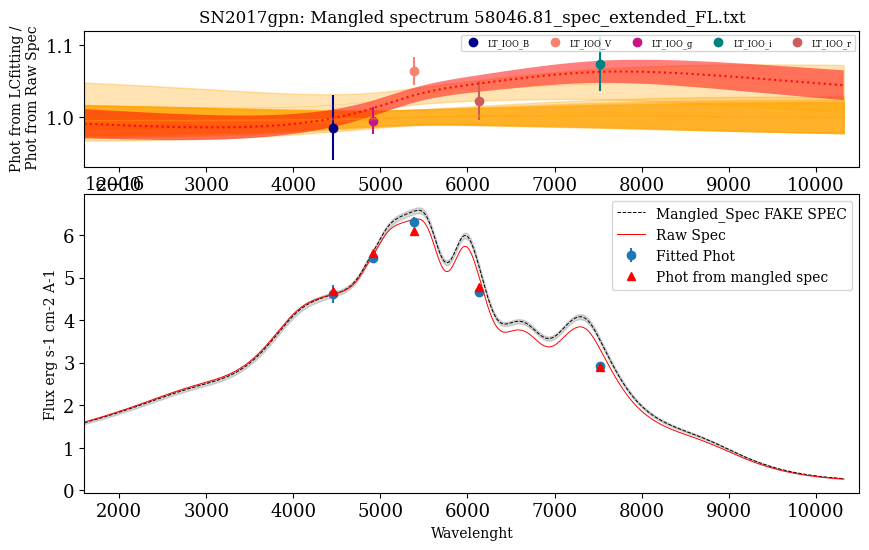 SN2017gpn: Mangled spectrum 58046.81_spec_extended_FL.txt
Phot from LCfitting /
Phot from Raw Spec
1.1
1.0
LT_IOO_B LT_IOO_V LT_IOO_g LT_IOO_i LT_IOO_r
2000 3000 4000 5000 6000 7000 8000 9000 10000
1e−16
Flux erg s-1 cm-2 A-1
6
5
4
3
2
1
0
Mangled_Spec FAKE SPEC
Raw Spec
Fitted Phot
Phot from mangled spec
2000 3000 4000 5000 6000 7000 8000 9000 10000
Wavelenght